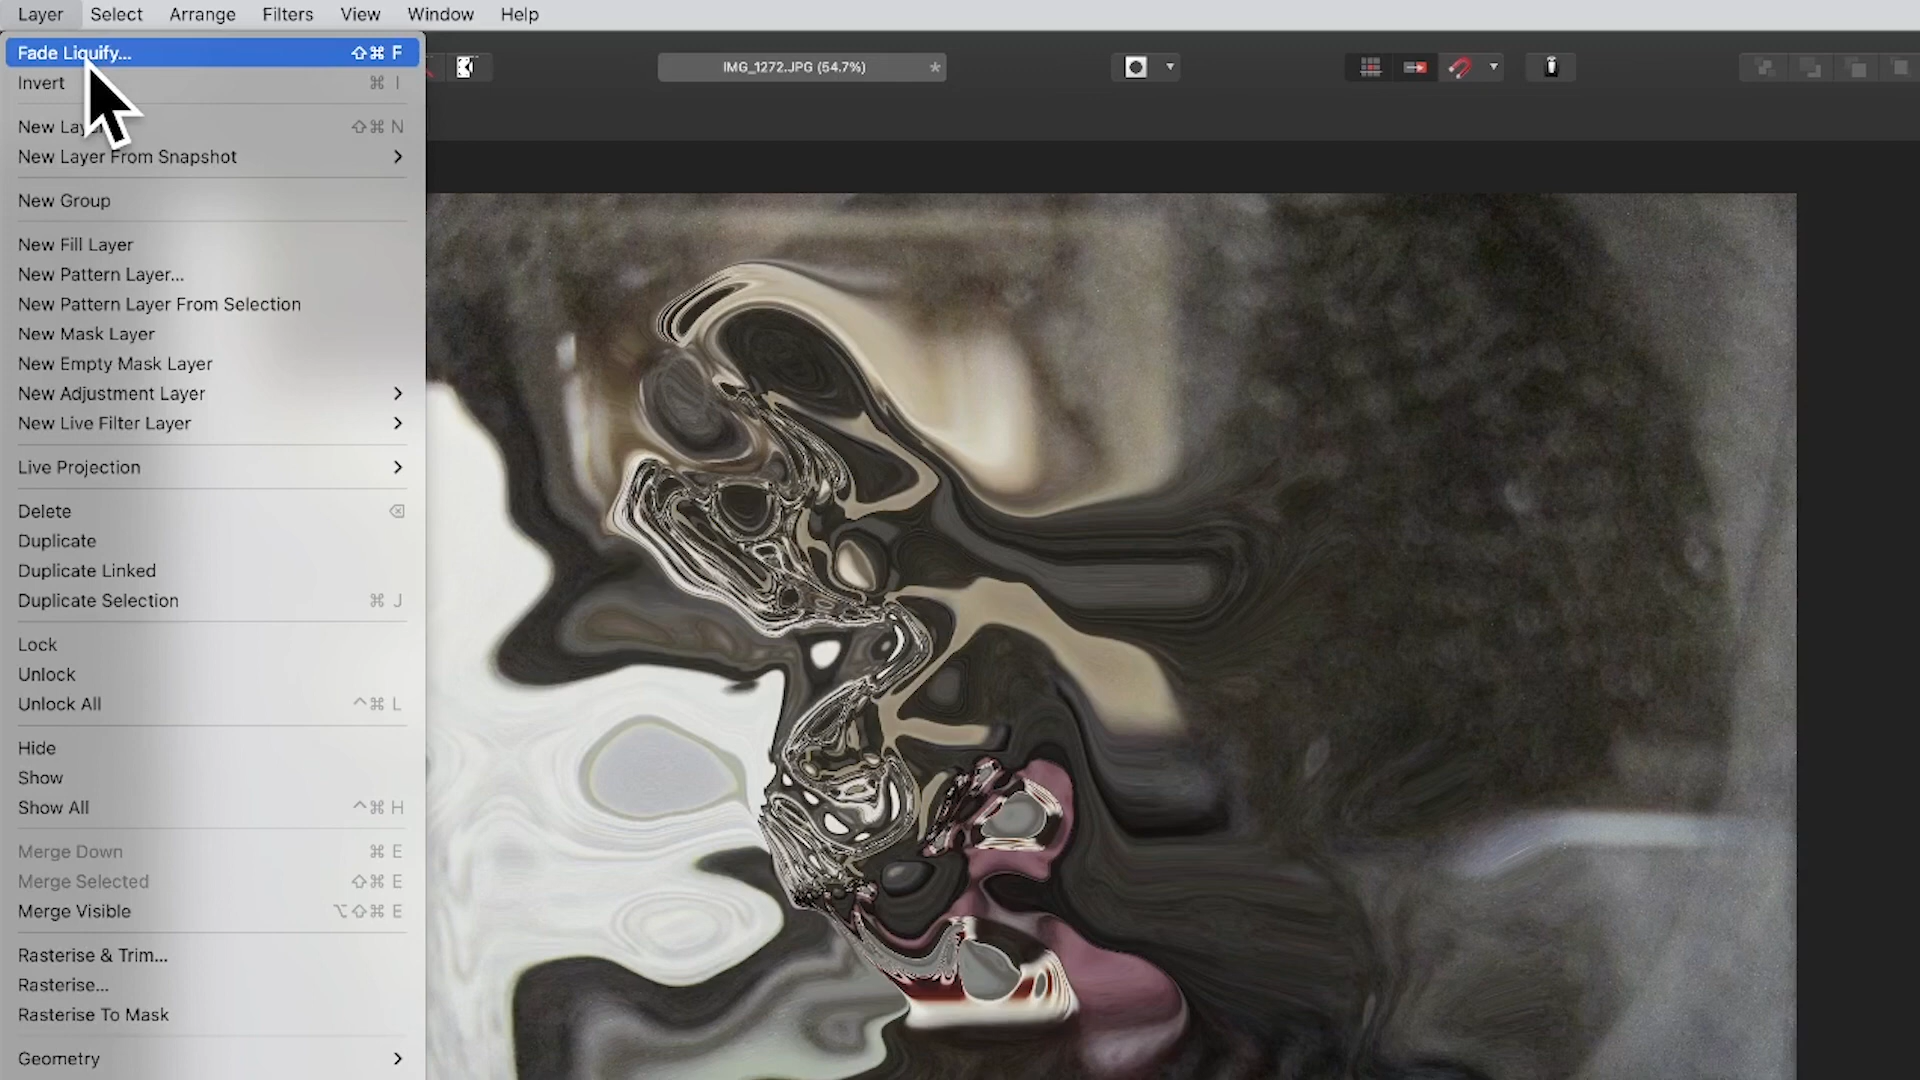 Layer Select Arrange Filters View Window Help
Fade Liquify... ⇧⌘ F
IMG_1272.JPG (54.7%) *
Invert ⌘ I
New Layer ⇧⌘ N
New Layer From Snapshot
New Group
New Fill Layer
New Pattern Layer...
New Pattern Layer From Selection
New Mask Layer
New Empty Mask Layer
New Adjustment Layer
New Live Filter Layer
Live Projection
Delete ⌫
Duplicate
Duplicate Linked
Duplicate Selection ⌘ J
Lock
Unlock
Unlock All ^⌘ L
Hide
Show
Show All ^⌘ H
Merge Down ⌘ E
Merge Selected ⇧⌘ E
Merge Visible ⌥⇧⌘ E
Rasterise & Trim...
Rasterise...
Rasterise To Mask
Geometry